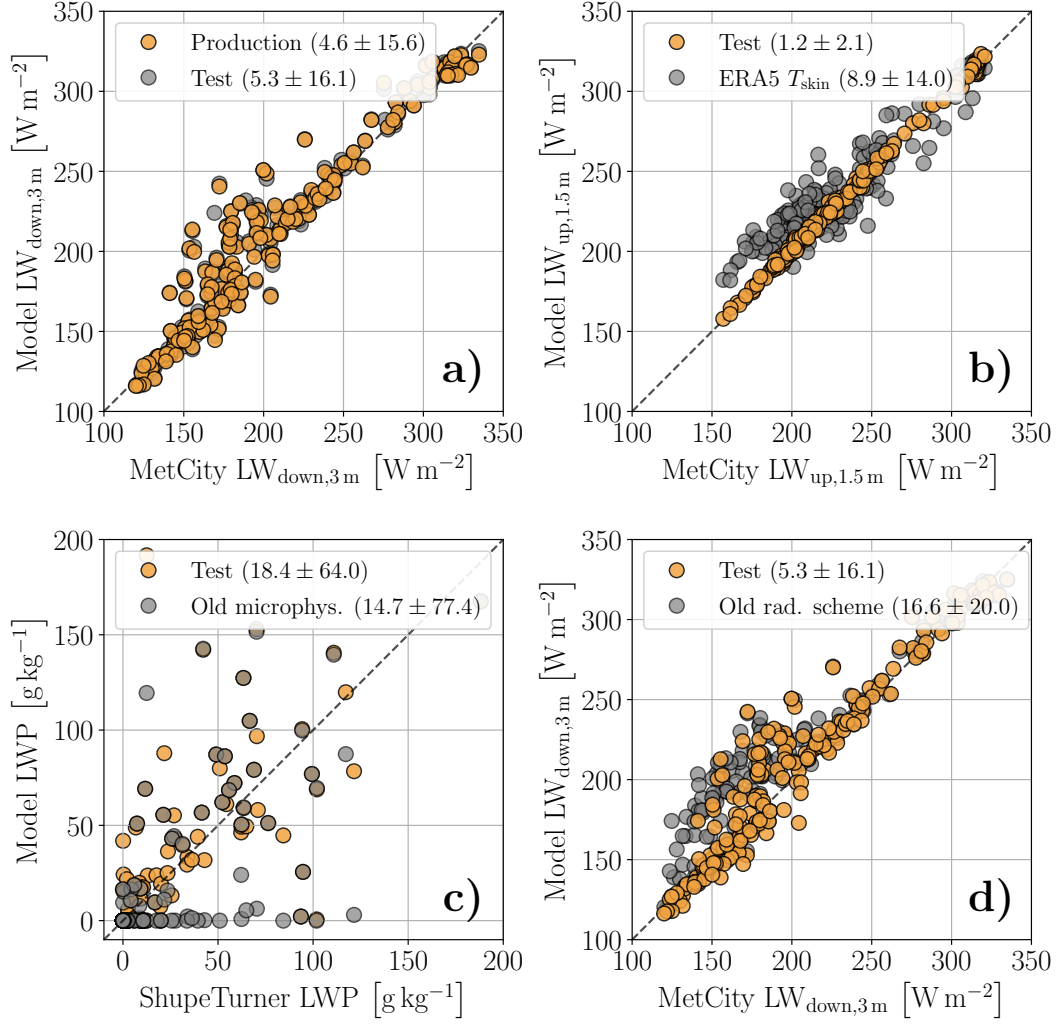 350
300
250
200
150
100
Model LW_down,3 m [W m⁻²]
Production (4.6 ± 15.6)
Test (5.3 ± 16.1)
a)
100 150 200 250 300 350
MetCity LW_down,3 m [W m⁻²]
350
300
250
200
150
100
Model LW_up,1.5 m [W m⁻²]
Test (1.2 ± 2.1)
ERA5 T_skin (8.9 ± 14.0)
b)
100 150 200 250 300 350
MetCity LW_up,1.5 m [W m⁻²]
200
150
100
50
0
Model LWP [g kg⁻¹]
Test (18.4 ± 64.0)
Old microphys. (14.7 ± 77.4)
c)
0 50 100 150 200
ShupeTurner LWP [g kg⁻¹]
350
300
250
200
150
100
Model LW_down,3 m [W m⁻²]
Test (5.3 ± 16.1)
Old rad. scheme (16.6 ± 20.0)
d)
100 150 200 250 300 350
MetCity LW_down,3 m [W m⁻²]